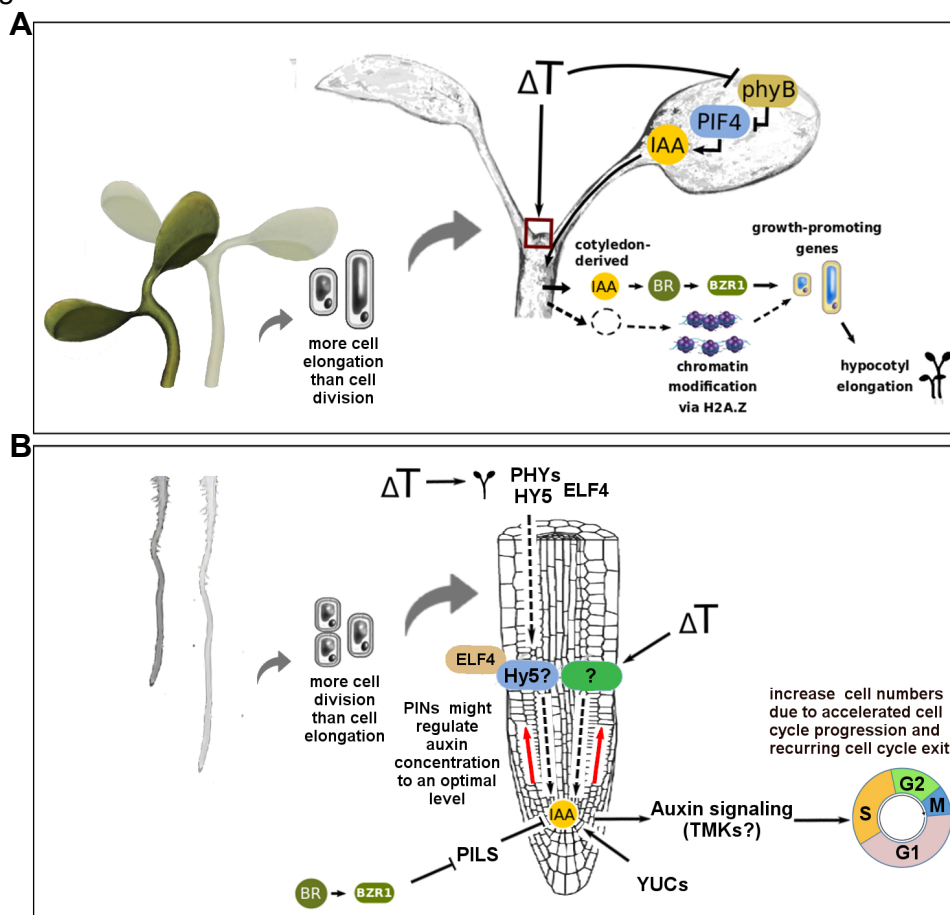 A
ΔT
phyB
PIF4
IAA
cotyledon-
derived
growth-promoting
genes
IAA
BR
BZR1
more cell
elongation
than cell
division
chromatin
modification
via H2A.Z
hypocotyl
elongation
B
ΔT
PHYs
HY5
ELF4
ΔT
ELF4
Hy5?
?
more cell
division
than cell
elongation
PINs might
regulate
auxin
concentration
to an optimal
level
increase cell numbers
due to accelerated cell
cycle progression and
recurring cell cycle exit
IAA
Auxin signaling
(TMKs?)
S
G2
M
G1
PILS
YUCs
BR
BZR1